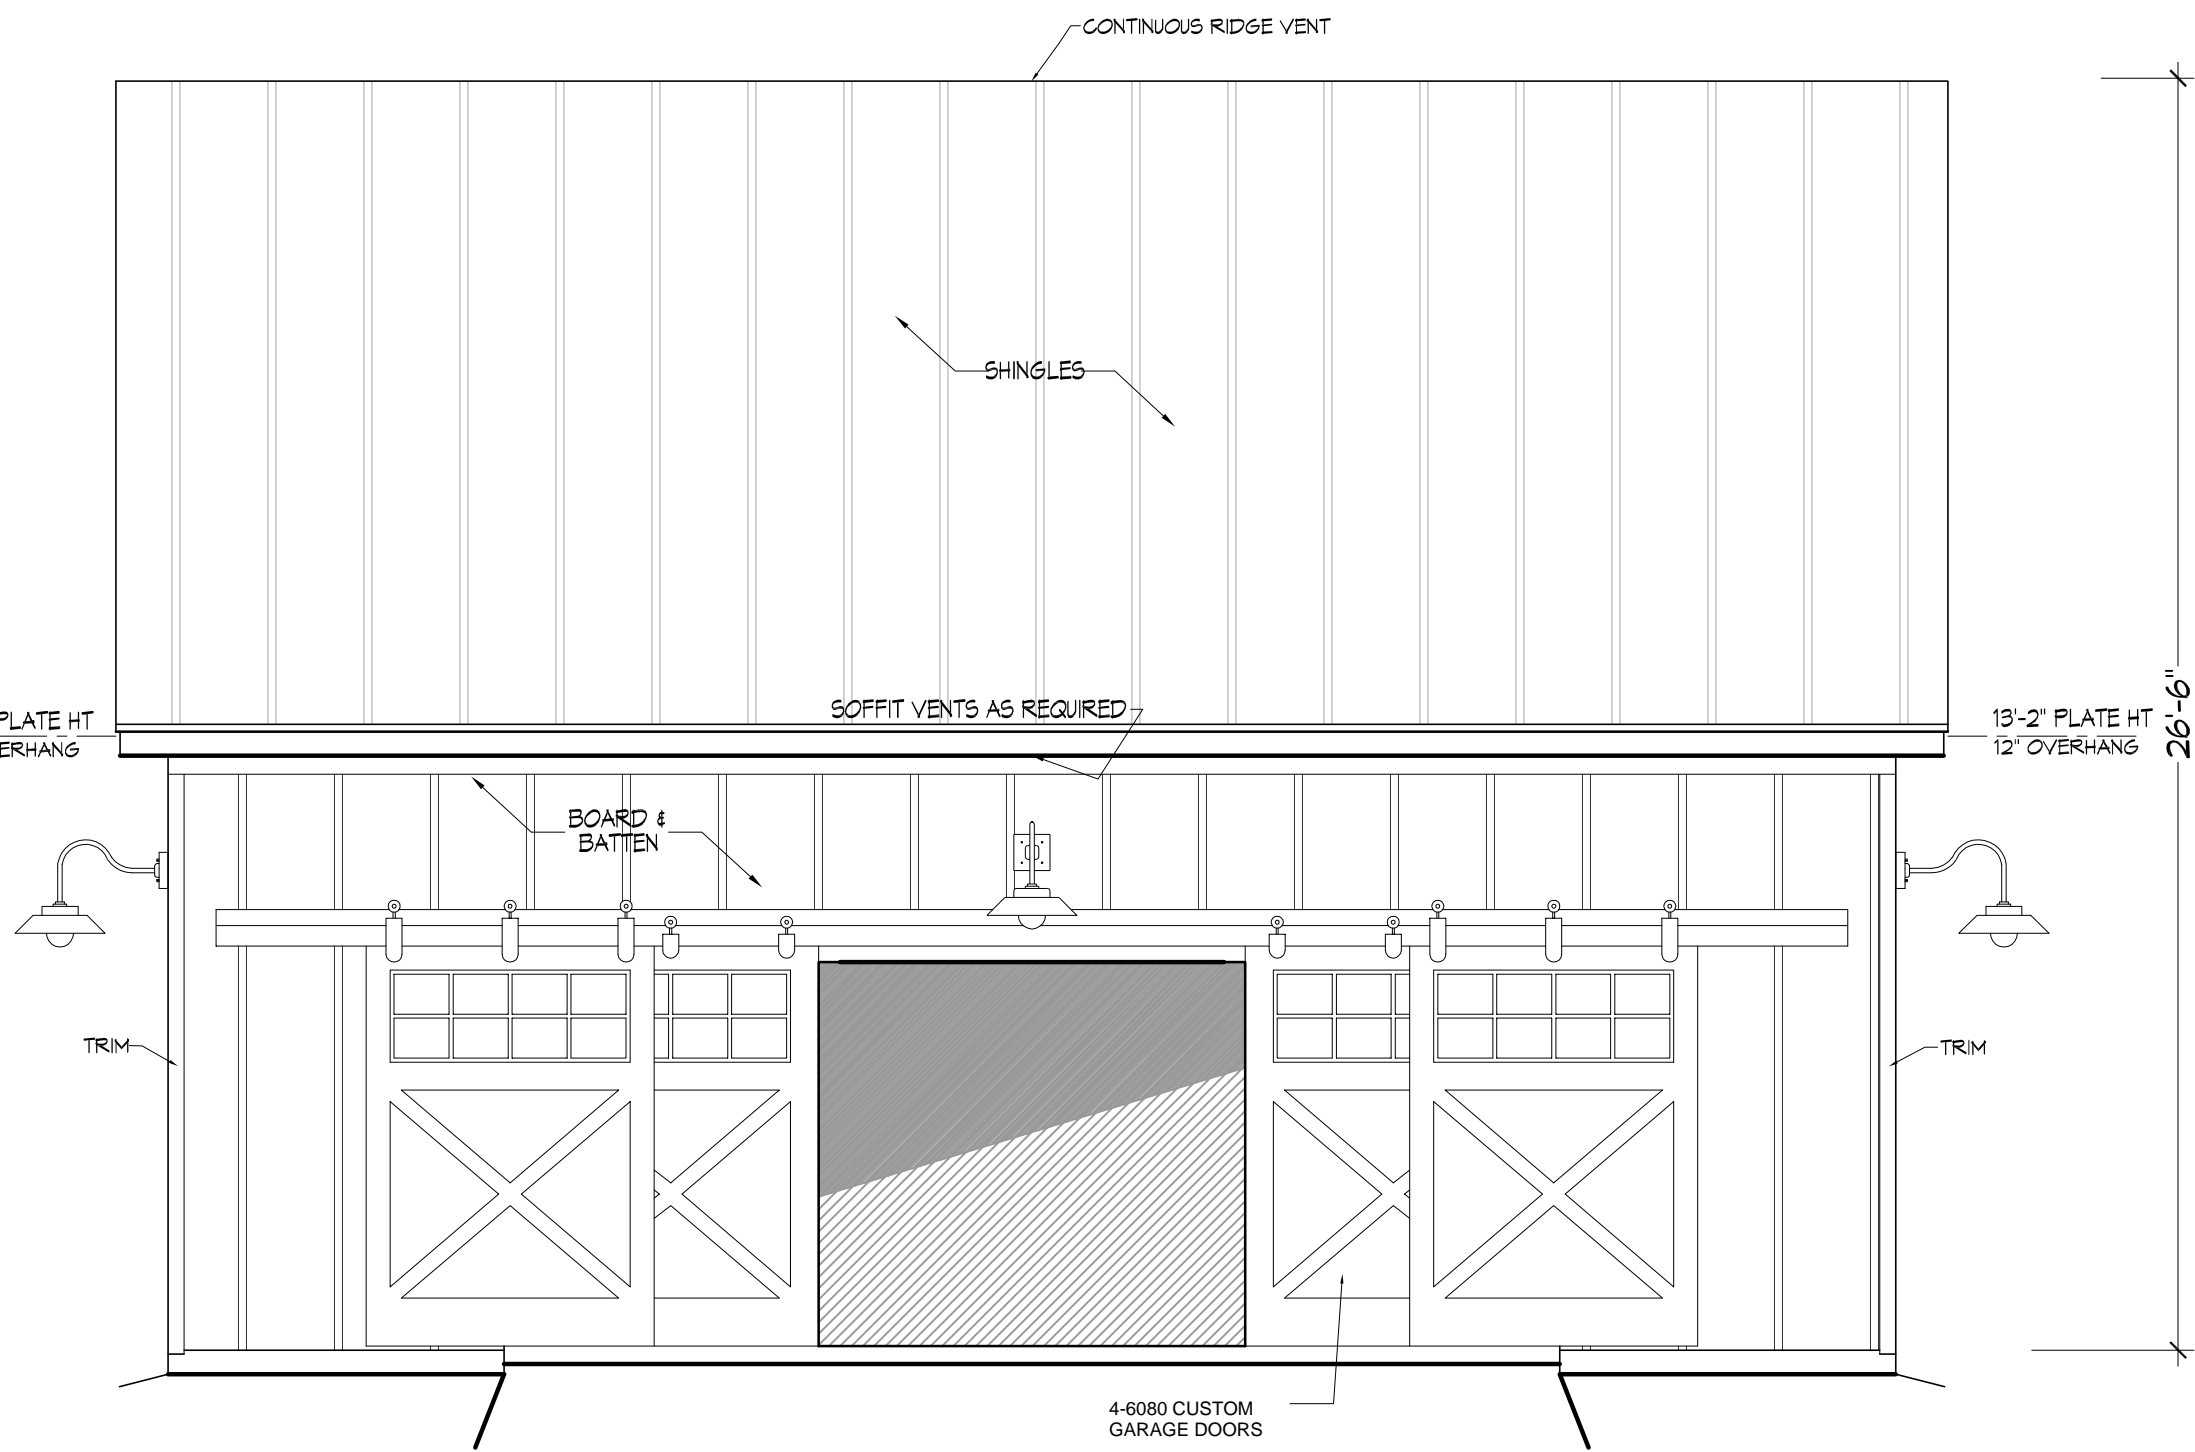 CONTINUOUS RIDGE VENT
SHINGLES
SOFFIT VENTS AS REQUIRED
PLATE HT
ERHANG
13'-2" PLATE HT
12" OVERHANG
26'-6"
BOARD &
BATTEN
TRIM
TRIM
4-6080 CUSTOM
GARAGE DOORS